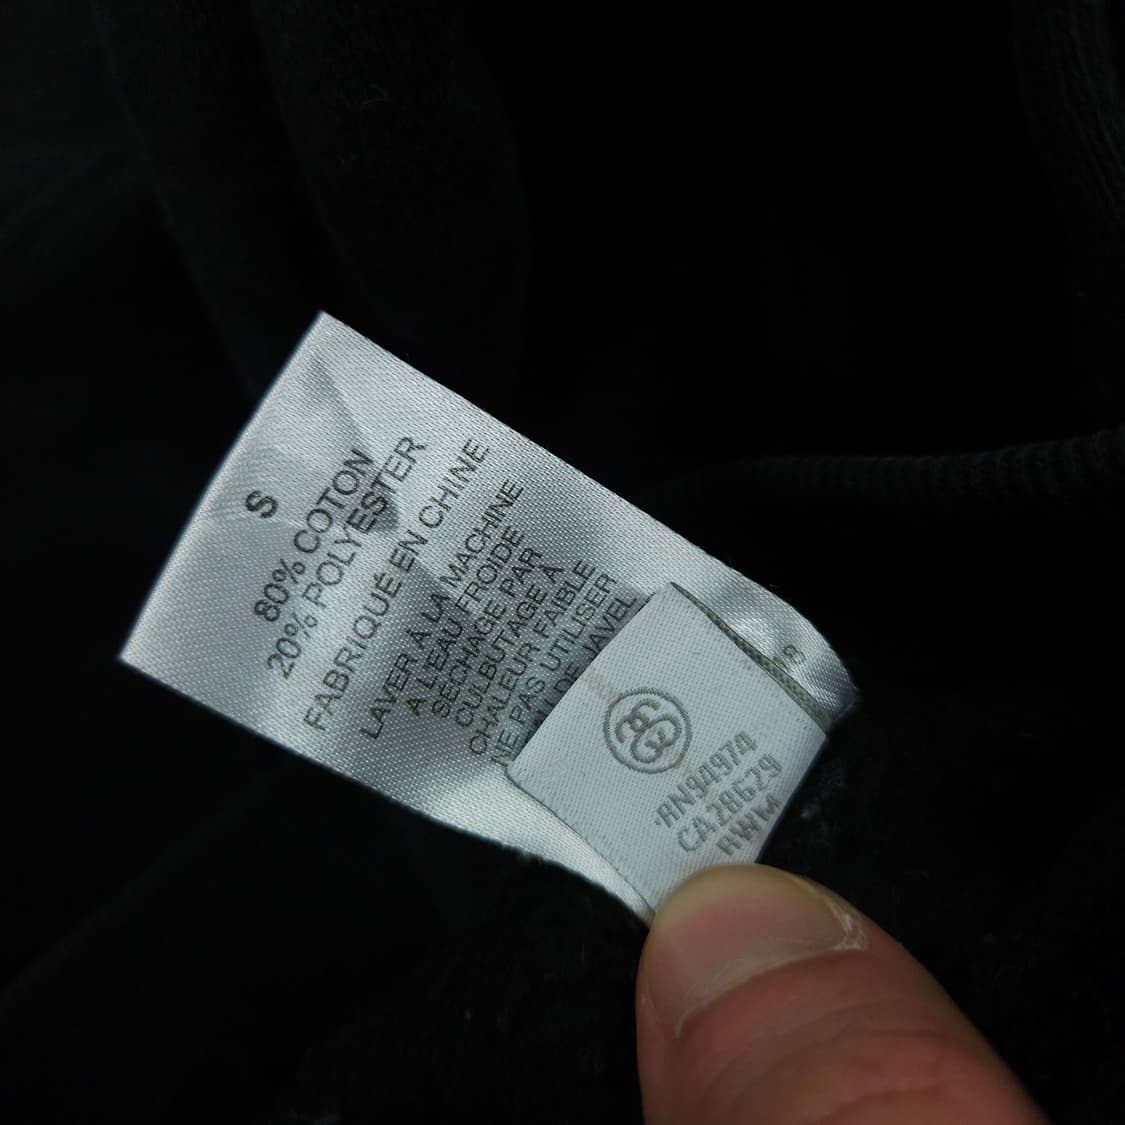 S
80% COTON
20% POLYESTER
FABRIQUÉ EN CHINE
LAVER À LA MACHINE
À L'EAU FROIDE
SÉCHAGE PAR
CULBUTAGE À
CHALEUR FAIBLE
NE PAS UTILISER
DE JAVEL
RN94974
CA28629
RWM